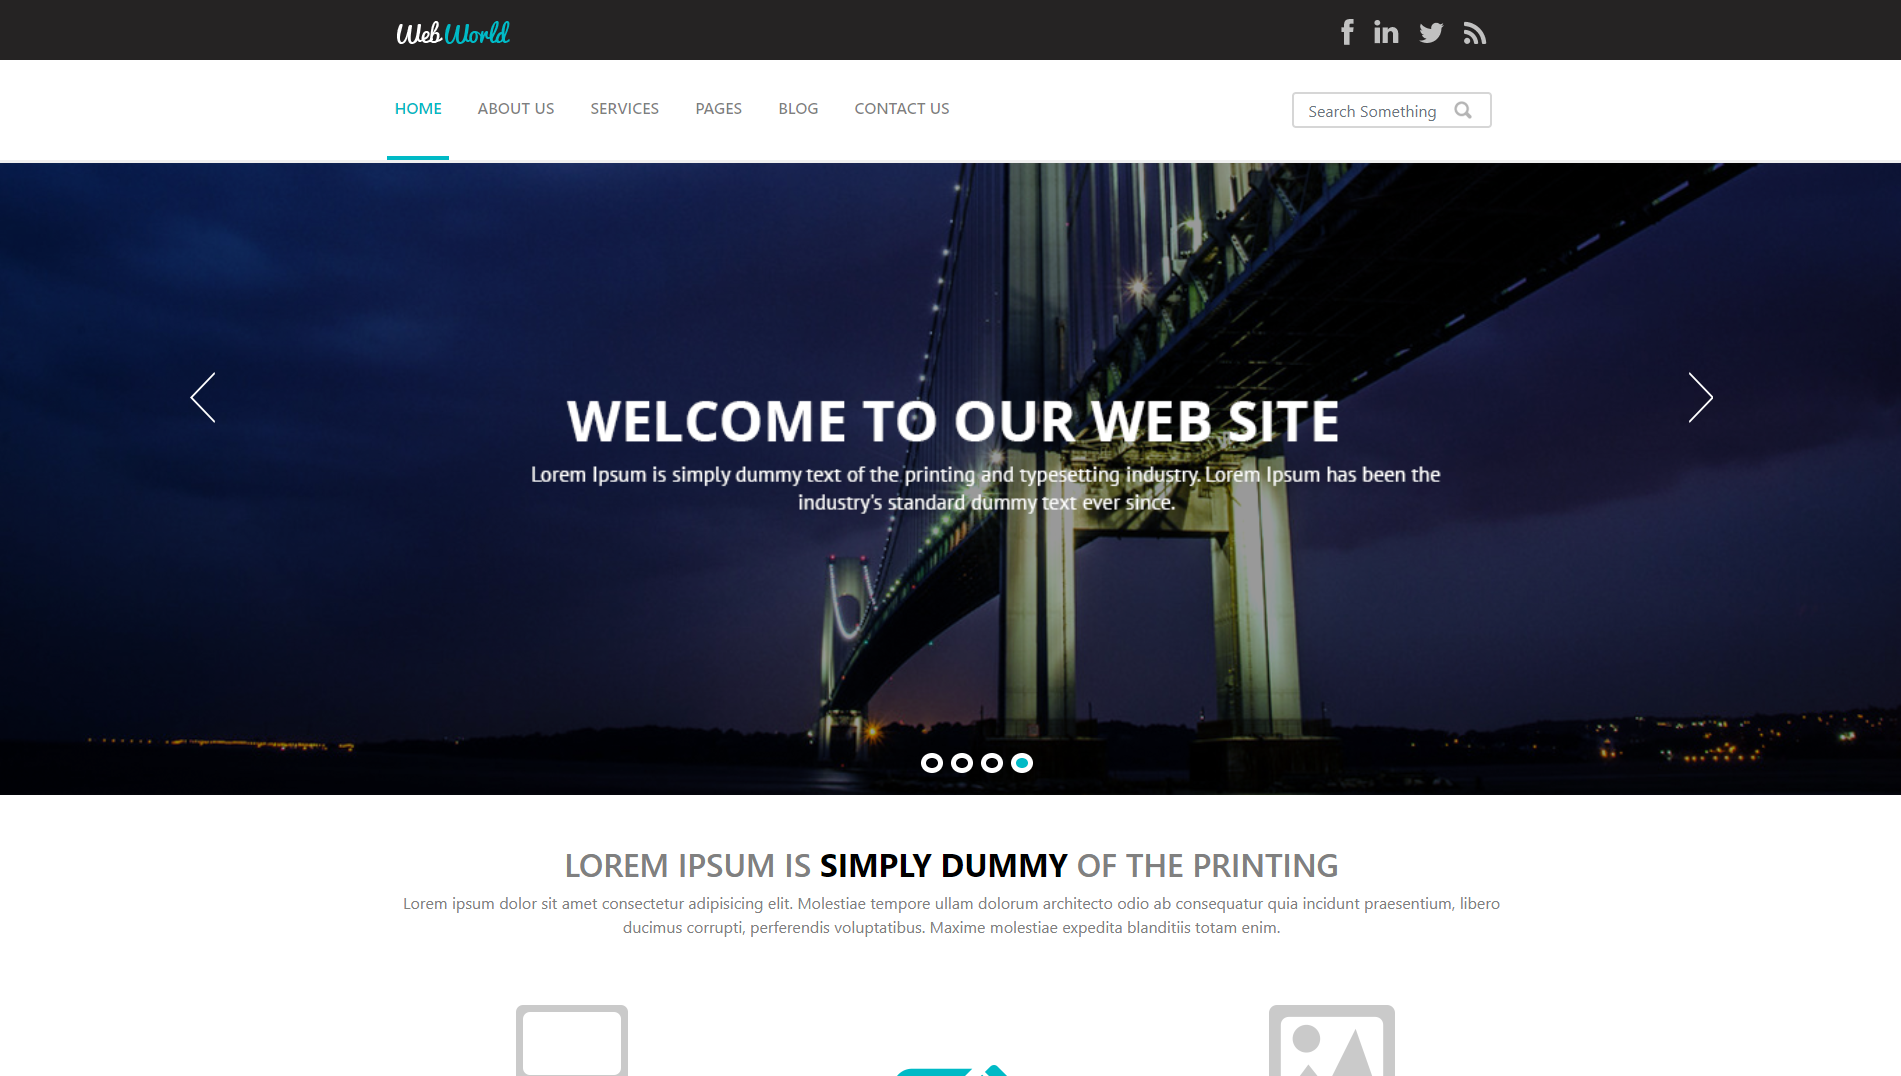 Web World
HOME ABOUT US SERVICES PAGES BLOG CONTACT US
Search Something
WELCOME TO OUR WEB SITE
Lorem Ipsum is simply dummy text of the printing and typesetting industry. Lorem Ipsum has been the
industry's standard dummy text ever since.
LOREM IPSUM IS SIMPLY DUMMY OF THE PRINTING
Lorem ipsum dolor sit amet consectetur adipisicing elit. Molestiae tempore ullam dolorum architecto odio ab consequatur quia incidunt praesentium, libero
ducimus corrupti, perferendis voluptatibus. Maxime molestiae expedita blanditiis totam enim.